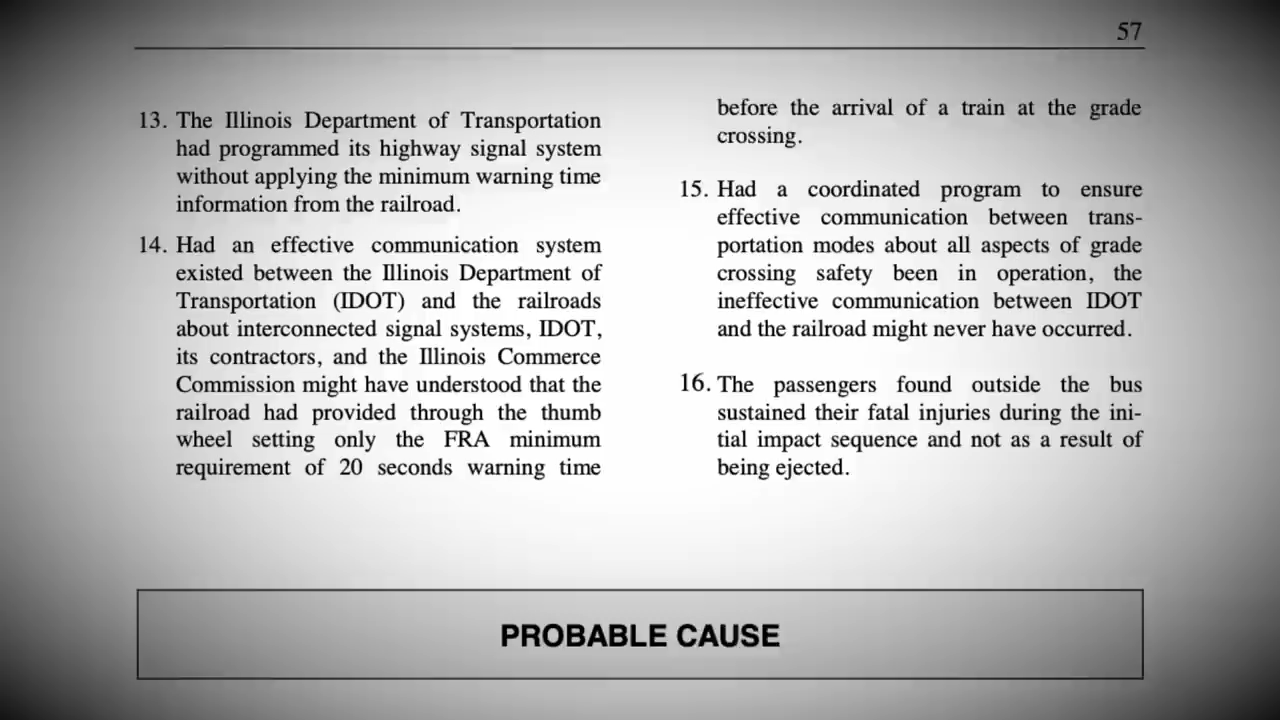 57
13. The Illinois Department of Transportation
had programmed its highway signal system
without applying the minimum warning time
information from the railroad.
14. Had an effective communication system
existed between the Illinois Department of
Transportation (IDOT) and the railroads
about interconnected signal systems, IDOT,
its contractors, and the Illinois Commerce
Commission might have understood that the
railroad had provided through the thumb
wheel setting only the FRA minimum
requirement of 20 seconds warning time
before the arrival of a train at the grade
crossing.
15. Had a coordinated program to ensure
effective communication between trans-
portation modes about all aspects of grade
crossing safety been in operation, the
ineffective communication between IDOT
and the railroad might never have occurred.
16. The passengers found outside the bus
sustained their fatal injuries during the ini-
tial impact sequence and not as a result of
being ejected.
PROBABLE CAUSE